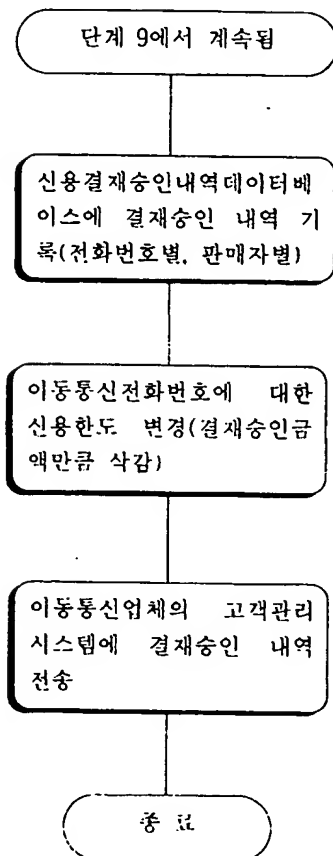 단계 9에서 계속됨
신용결재승인내역데이터베
이스에 결재승인 내역 기
록(전화번호별, 판매자별)
이동통신전화번호에 대한
신용한도 변경(결재승인금
액만큼 삭감)
이동통신업체의 고객관리
시스템에 결재승인 내역
전송
종 료